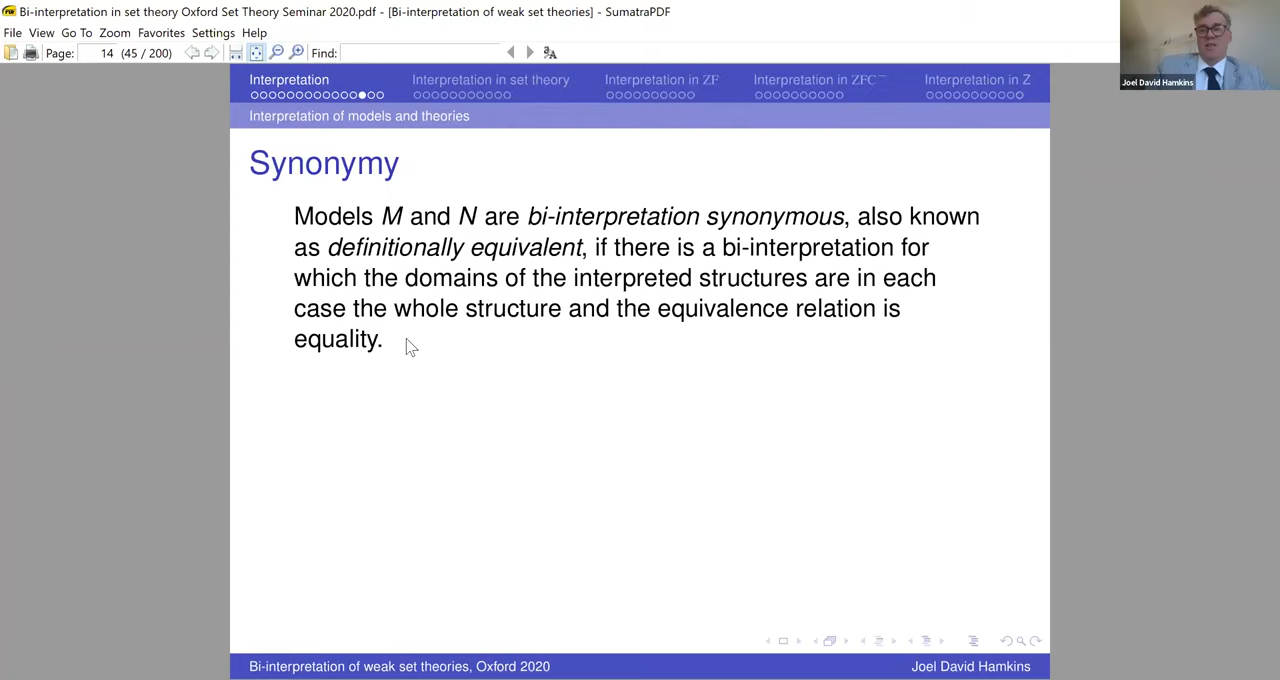 Bi-interpretation in set theory Oxford Set Theory Seminar 2020.pdf - [Bi-interpretation of weak set theories] - SumatraPDF
File View Go To Zoom Favorites Settings Help
Page: 14 (45 / 200) Find:
Joel David Hamkins
Interpretation Interpretation in set theory Interpretation in ZF Interpretation in ZFC⁻ Interpretation in Z
Interpretation of models and theories
Synonymy
Models M and N are bi-interpretation synonymous, also known
as definitionally equivalent, if there is a bi-interpretation for
which the domains of the interpreted structures are in each
case the whole structure and the equivalence relation is
equality.
Bi-interpretation of weak set theories, Oxford 2020 Joel David Hamkins